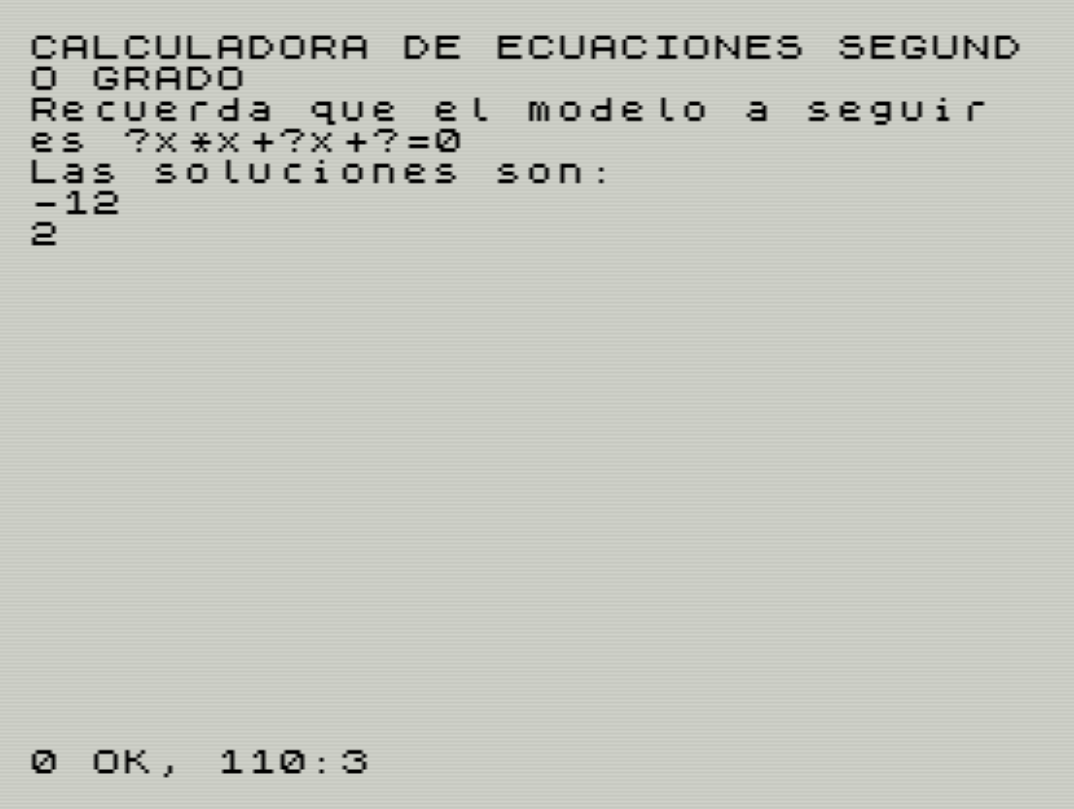 CALCULADORA DE ECUACIONES SEGUND
O GRADO
Recuerda que el modelo a seguir
es ?x*x+?x+?=0
Las soluciones son:
-12
2
0 OK, 110:3